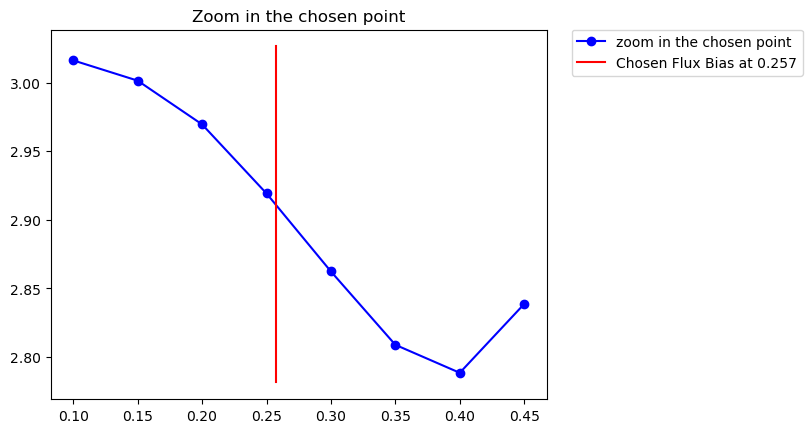 Zoom in the chosen point
zoom in the chosen point
Chosen Flux Bias at 0.257
3.00
2.95
2.90
2.85
2.80
0.10 0.15 0.20 0.25 0.30 0.35 0.40 0.45